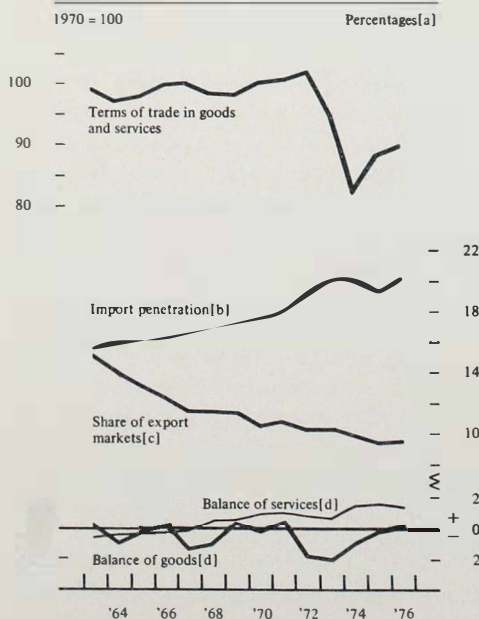 1970 = 100
Percentages[a]
100
90
80
Terms of trade in goods
and services
22
18
14
10
2
+
0
−
2
Import penetration[b]
Share of export
markets[c]
Balance of services[d]
Balance of goods[d]
'64
'66
'68
'70
'72
'74
'76